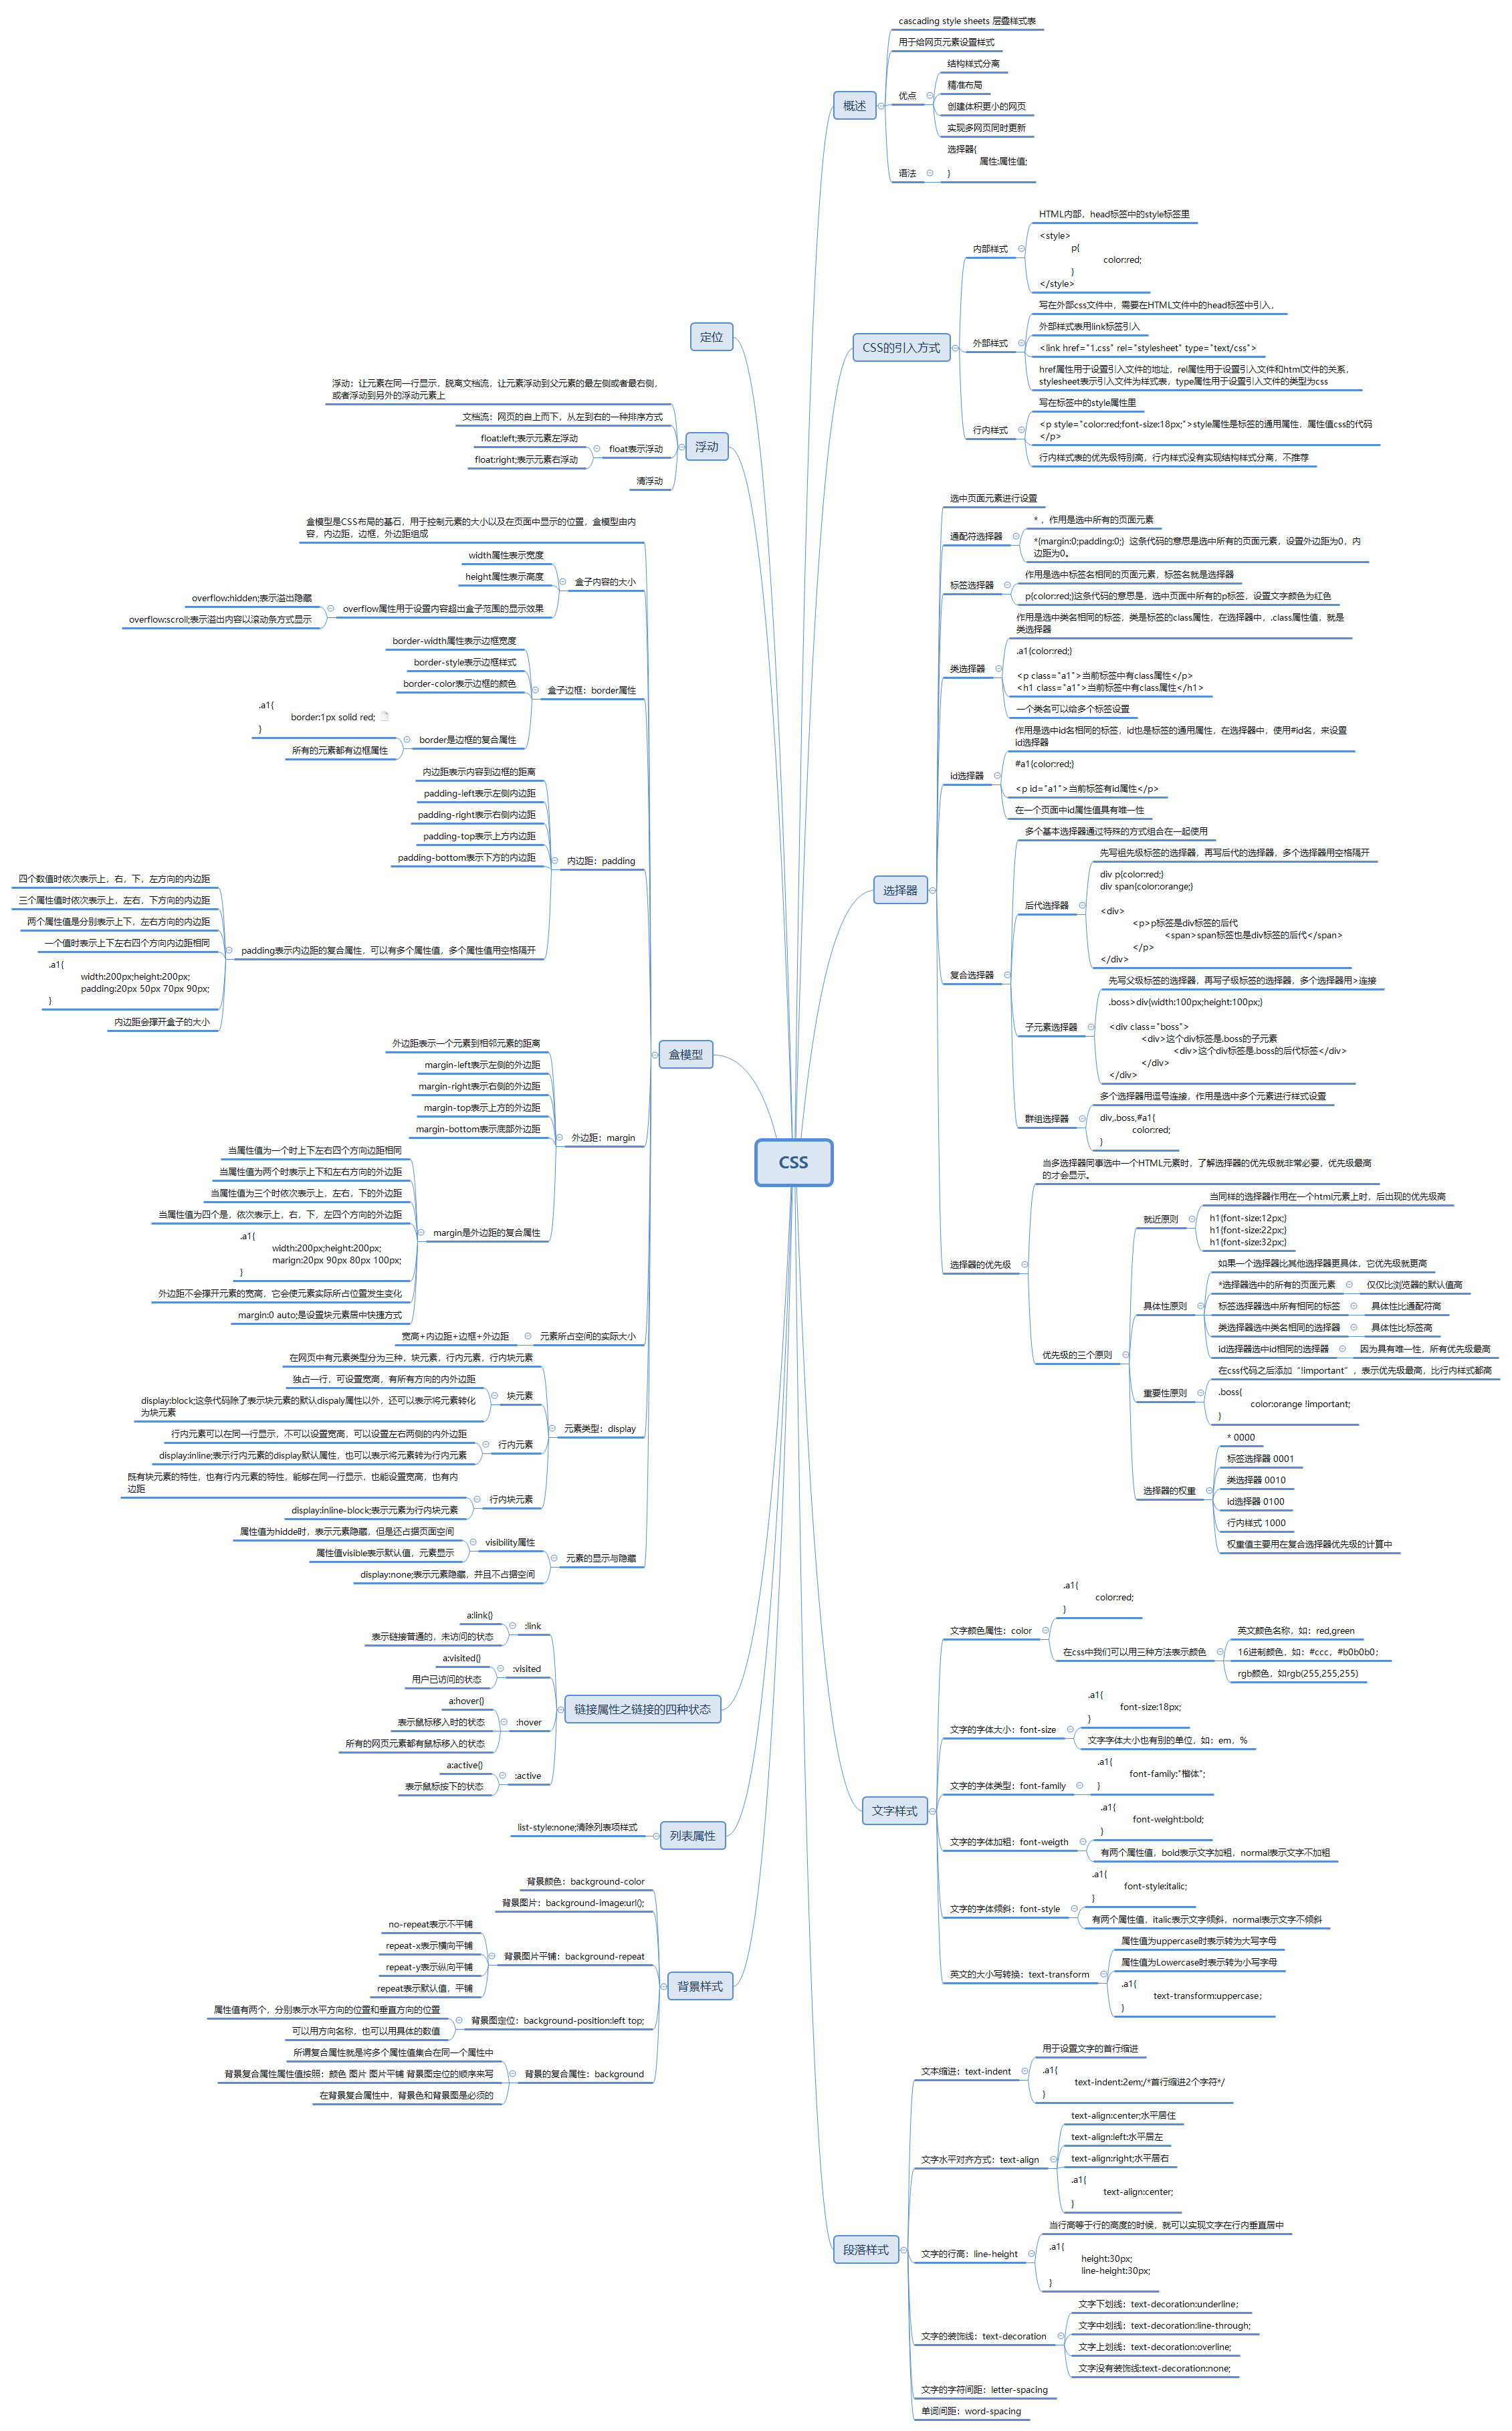 CSS
概述
cascading style sheets 层叠样式表
用于给网页元素设置样式
优点
结构样式分离
精准布局
创建体积更小的网页
实现多网页同时更新
语法
选择器{
属性:属性值;
}
CSS的引入方式
内部样式
HTML内部，head标签中的style标签里
<style>
p{
color:red;
}
</style>
外部样式
写在外部css文件中，需要在HTML文件中的head标签中引入，
外部样式表用link标签引入
<link href="1.css" rel="stylesheet" type="text/css">
href属性用于设置引入文件的地址，rel属性用于设置引入文件和html文件的关系，
stylesheet表示引入文件为样式表，type属性用于设置引入文件的类型为css
行内样式
写在标签中的style属性里
<p style="color:red;font-size:18px;">style属性是标签的通用属性，属性值css的代码
</p>
行内样式表的优先级特别高，行内样式没有实现结构样式分离，不推荐
选择器
选中页面元素进行设置
通配符选择器
* ，作用是选中所有的页面元素
*{margin:0;padding:0;} 这条代码的意思是选中所有的页面元素，设置外边距为0，内
边距为0。
标签选择器
作用是选中标签名相同的页面元素，标签名就是选择器
p{color:red;}这条代码的意思是，选中页面中所有的p标签，设置文字颜色为红色
类选择器
作用是选中类名相同的标签，类是标签的class属性，在选择器中，.class属性值，就是
类选择器
.a1{color:red;}
<p class="a1">当前标签中有class属性</p>
<h1 class="a1">当前标签中有class属性</h1>
一个类名可以给多个标签设置
id选择器
作用是选中id名相同的标签，id也是标签的通用属性，在选择器中，使用#id名，来设置
id选择器
#a1{color:red;}
<p id="a1">当前标签有id属性</p>
在一个页面中id属性值具有唯一性
复合选择器
多个基本选择器通过特殊的方式组合在一起使用
后代选择器
先写祖先级标签的选择器，再写后代的选择器，多个选择器用空格隔开
div p{color:red;}
div span{color:orange;}
<div>
<p>p标签是div标签的后代
<span>span标签也是div标签的后代</span>
</p>
</div>
子元素选择器
先写父级标签的选择器，再写子级标签的选择器，多个选择器用>连接
.boss>div{width:100px;height:100px;}
<div class="boss">
<div>这个div标签是.boss的子元素
<div>这个div标签是.boss的后代标签</div>
</div>
</div>
群组选择器
多个选择器用逗号连接，作用是选中多个元素进行样式设置
div,.boss,#a1{
color:red;
}
选择器的优先级
当多选择器同事选中一个HTML元素时，了解选择器的优先级就非常必要，优先级最高
的才会显示。
优先级的三个原则
就近原则
当同样的选择器作用在一个html元素上时，后出现的优先级高
h1{font-size:12px;}
h1{font-size:22px;}
h1{font-size:32px;}
具体性原则
如果一个选择器比其他选择器更具体，它优先级就更高
*选择器选中的所有的页面元素
仅仅比浏览器的默认值高
标签选择器选中所有相同的标签
具体性比通配符高
类选择器选中类名相同的选择器
具体性比标签高
id选择器选中id相同的选择器
因为具有唯一性，所有优先级最高
重要性原则
在css代码之后添加“!important”，表示优先级最高，比行内样式都高
.boss{
color:orange !important;
}
选择器的权重
* 0000
标签选择器 0001
类选择器 0010
id选择器 0100
行内样式 1000
权重值主要用在复合选择器优先级的计算中
文字样式
文字颜色属性：color
.a1{
color:red;
}
在css中我们可以用三种方法表示颜色
英文颜色名称，如：red,green
16进制颜色，如：#ccc，#b0b0b0；
rgb颜色，如rgb(255,255,255)
文字的字体大小：font-size
.a1{
font-size:18px;
}
文字字体大小也有别的单位，如：em，%
文字的字体类型：font-family
.a1{
font-family:"楷体";
}
文字的字体加粗：font-weigth
.a1{
font-weight:bold;
}
有两个属性值，bold表示文字加粗，normal表示文字不加粗
文字的字体倾斜：font-style
.a1{
font-style:italic;
}
有两个属性值，italic表示文字倾斜，normal表示文字不倾斜
英文的大小写转换：text-transform
属性值为uppercase时表示转为大写字母
属性值为Lowercase时表示转为小写字母
.a1{
text-transform:uppercase；
}
段落样式
文本缩进：text-indent
用于设置文字的首行缩进
.a1{
text-indent:2em;/*首行缩进2个字符*/
}
文字水平对齐方式：text-align
text-align:center;水平居住
text-align:left;水平居左
text-align:right;水平居右
.a1{
text-align:center;
}
文字的行高：line-height
当行高等于行的高度的时候，就可以实现文字在行内垂直居中
.a1{
height:30px;
line-height:30px;
}
文字的装饰线：text-decoration
文字下划线：text-decoration:underline；
文字中划线：text-decoration:line-through;
文字上划线：text-decoration:overline;
文字没有装饰线:text-decoration:none;
文字的字符间距：letter-spacing
单词间距：word-spacing
定位
浮动
浮动：让元素在同一行显示，脱离文档流，让元素浮动到父元素的最左侧或者最右侧，
或者浮动到另外的浮动元素上
文档流：网页的自上而下，从左到右的一种排序方式
float表示浮动
float:left;表示元素左浮动
float:right;表示元素右浮动
清浮动
盒模型
盒模型是CSS布局的基石，用于控制元素的大小以及在页面中显示的位置，盒模型由内
容，内边距，边框，外边距组成
盒子内容的大小
width属性表示宽度
height属性表示高度
overflow属性用于设置内容超出盒子范围的显示效果
overflow:hidden;表示溢出隐藏
overflow:scroll;表示溢出内容以滚动条方式显示
盒子边框：border属性
border-width属性表示边框宽度
border-style表示边框样式
border-color表示边框的颜色
border是边框的复合属性
.a1{
border:1px solid red;
}
所有的元素都有边框属性
内边距：padding
内边距表示内容到边框的距离
padding-left表示左侧内边距
padding-right表示右侧内边距
padding-top表示上方内边距
padding-bottom表示下方的内边距
padding表示内边距的复合属性，可以有多个属性值，多个属性值用空格隔开
四个数值时依次表示上，右，下，左方向的内边距
三个属性值时依次表示上，左右，下方向的内边距
两个属性值是分别表示上下，左右方向的内边距
一个值时表示上下左右四个方向内边距相同
.a1{
width:200px;height:200px;
padding:20px 50px 70px 90px;
}
内边距会撑开盒子的大小
外边距：margin
外边距表示一个元素到相邻元素的距离
margin-left表示左侧的外边距
margin-right表示右侧的外边距
margin-top表示上方的外边距
margin-bottom表示底部外边距
margin是外边距的复合属性
当属性值为一个时上下左右四个方向边距相同
当属性值为两个时表示上下和左右方向的外边距
当属性值为三个时依次表示上，左右，下的外边距
当属性值为四个是，依次表示上，右，下，左四个方向的外边距
.a1{
width:200px;height:200px;
marign:20px 90px 80px 100px;
}
外边距不会撑开元素的宽高，它会使元素实际所占位置发生变化
margin:0 auto;是设置块元素居中快捷方式
元素所占空间的实际大小
宽高+内边距+边框+外边距
元素类型：display
在网页中有元素类型分为三种，块元素，行内元素，行内块元素
块元素
独占一行，可设置宽高，有所有方向的内外边距
display:block;这条代码除了表示块元素的默认dispaly属性以外，还可以表示将元素转化
为块元素
行内元素
行内元素可以在同一行显示，不可以设置宽高，可以设置左右两侧的内外边距
display:inline;表示行内元素的display默认属性，也可以表示将元素转为行内元素
行内块元素
既有块元素的特性，也有行内元素的特性，能够在同一行显示，也能设置宽高，也有内
边距
display:inline-block;表示元素为行内块元素
元素的显示与隐藏
visibility属性
属性值为hidde时，表示元素隐藏，但是还占据页面空间
属性值visible表示默认值，元素显示
display:none;表示元素隐藏，并且不占据空间
链接属性之链接的四种状态
:link
a:link{}
表示链接普通的，未访问的状态
:visited
a:visited{}
用户已访问的状态
:hover
a:hover{}
表示鼠标移入时的状态
所有的网页元素都有鼠标移入的状态
:active
a:active{}
表示鼠标按下的状态
列表属性
list-style:none;清除列表项样式
背景样式
背景颜色：background-color
背景图片：background-image:url();
背景图片平铺：background-repeat
no-repeat表示不平铺
repeat-x表示横向平铺
repeat-y表示纵向平铺
repeat表示默认值，平铺
背景图定位：background-position:left top;
属性值有两个，分别表示水平方向的位置和垂直方向的位置
可以用方向名称，也可以用具体的数值
背景的复合属性：background
所谓复合属性就是将多个属性值集合在同一个属性中
背景复合属性属性值按照：颜色 图片 图片平铺 背景图定位的顺序来写
在背景复合属性中，背景色和背景图是必须的